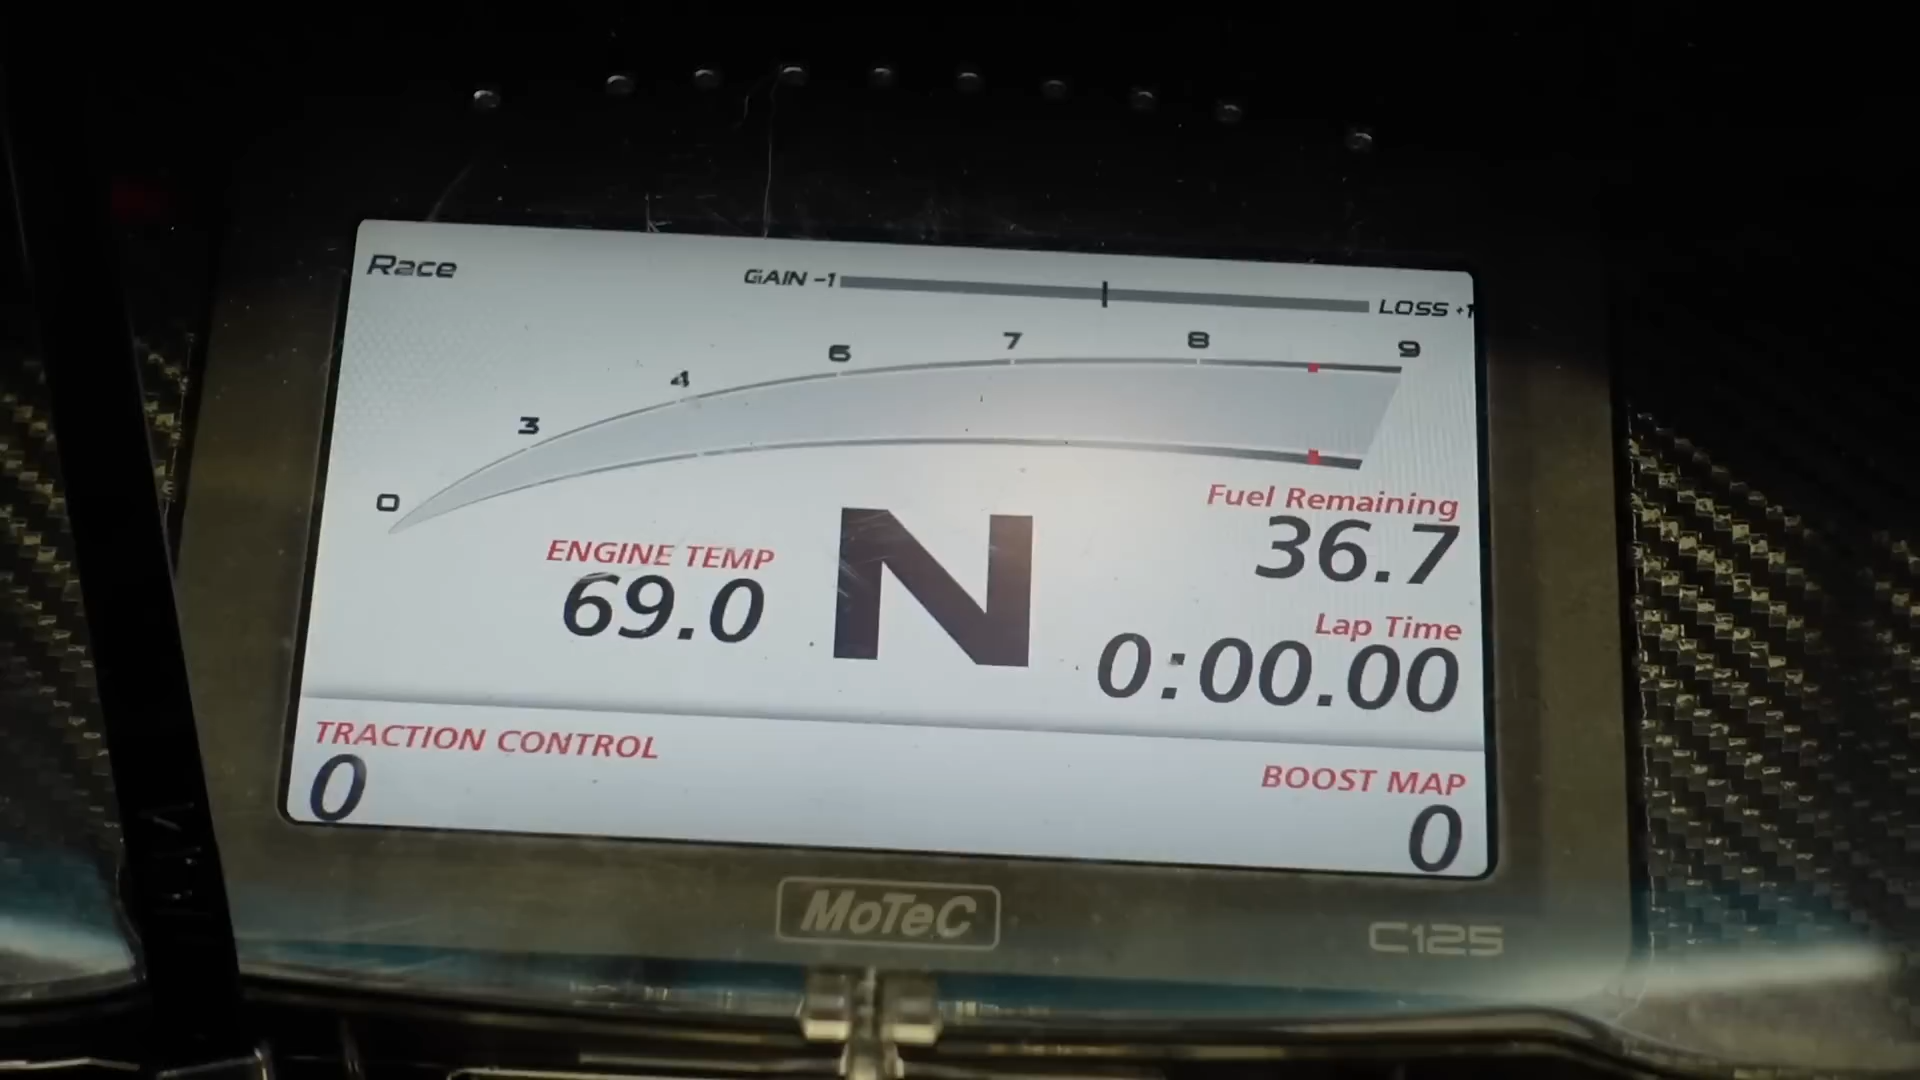 Race
GAIN -1
LOSS +1
0
3
4
6
7
8
9
Fuel Remaining
36.7
ENGINE TEMP
69.0
N
Lap Time
0:00.00
TRACTION CONTROL
0
BOOST MAP
0
MoTeC
C125